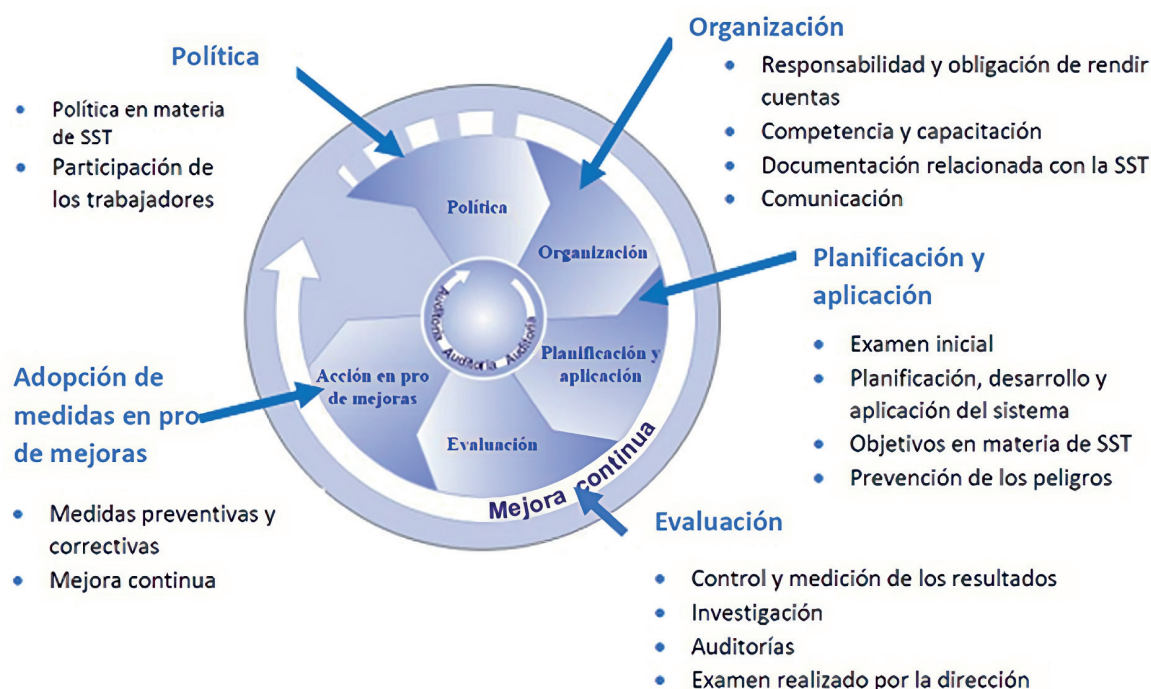 Política
• Política en materia
de SST
• Participación de
los trabajadores
Organización
• Responsabilidad y obligación de rendir
cuentas
• Competencia y capacitación
• Documentación relacionada con la SST
• Comunicación
Planificación y
aplicación
• Examen inicial
• Planificación, desarrollo y
aplicación del sistema
• Objetivos en materia de SST
• Prevención de los peligros
Evaluación
• Control y medición de los resultados
• Investigación
• Auditorías
• Examen realizado por la dirección
Adopción de
medidas en pro
de mejoras
• Medidas preventivas y
correctivas
• Mejora continua
Política
Organización
Planificación y
aplicación
Evaluación
Acción en pro
de mejoras
Auditoría Auditoría Auditoría
Mejora continua